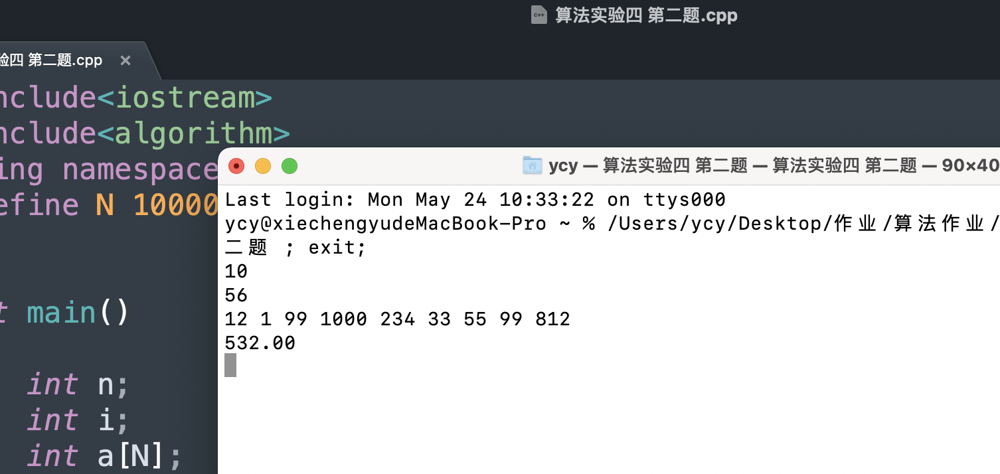 算法实验四 第二题.cpp
验四 第二题.cpp ×
nclude<iostream>
nclude<algorithm>
ing namespace
efine N 10000
t main()
int n;
int i;
int a[N];
ycy — 算法实验四 第二题 — 算法实验四 第二题 — 90×40
Last login: Mon May 24 10:33:22 on ttys000
ycy@xiechengyudeMacBook-Pro ~ % /Users/ycy/Desktop/作业/算法作业/
二题 ; exit;
10
56
12 1 99 1000 234 33 55 99 812
532.00